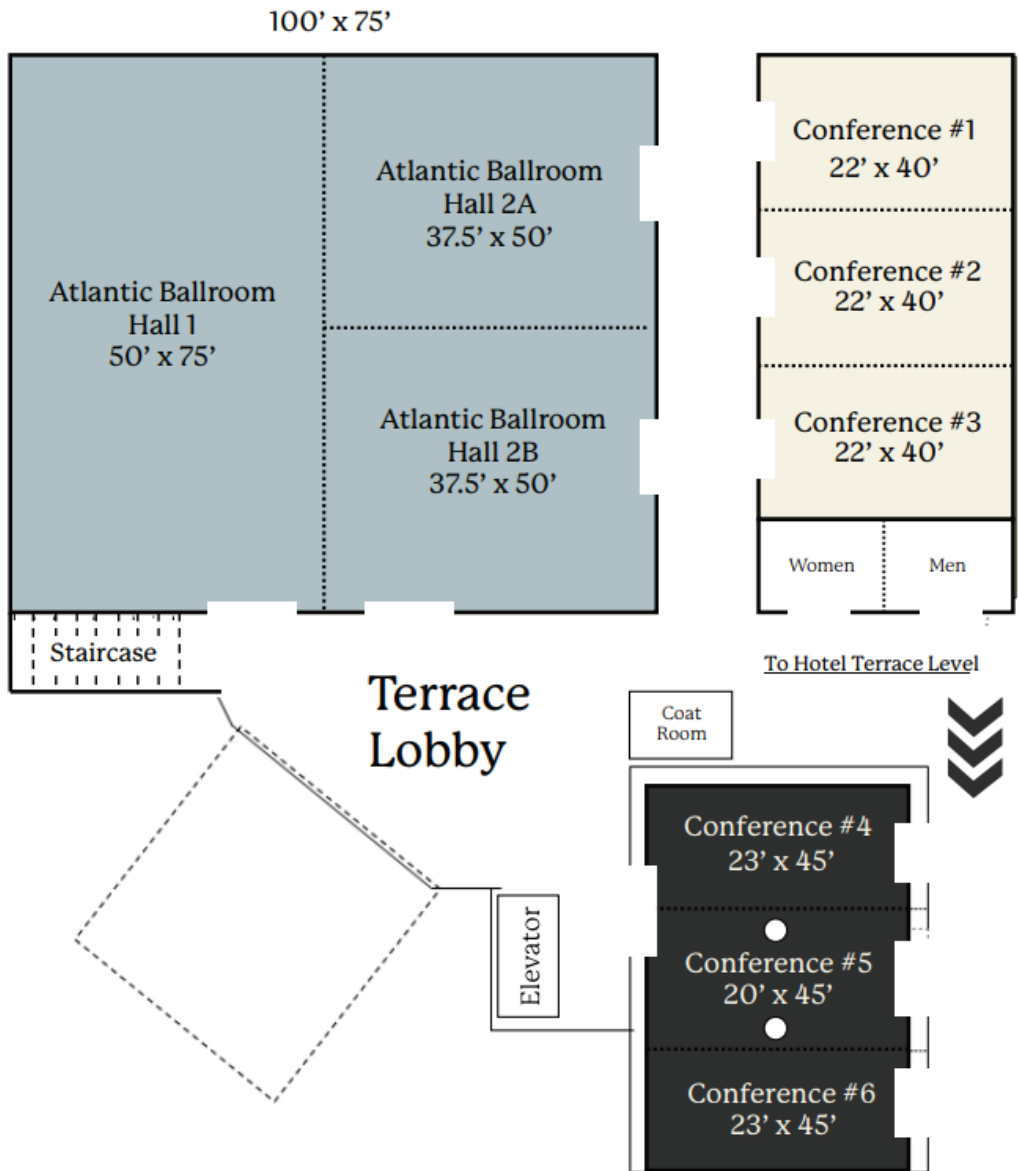 100’ x 75’
Atlantic Ballroom
Hall 1
50’ x 75’
Atlantic Ballroom
Hall 2A
37.5’ x 50’
Atlantic Ballroom
Hall 2B
37.5’ x 50’
Conference #1
22’ x 40’
Conference #2
22’ x 40’
Conference #3
22’ x 40’
Women
Men
Staircase
To Hotel Terrace Level
Terrace
Lobby
Coat
Room
Elevator
Conference #4
23’ x 45’
Conference #5
20’ x 45’
Conference #6
23’ x 45’